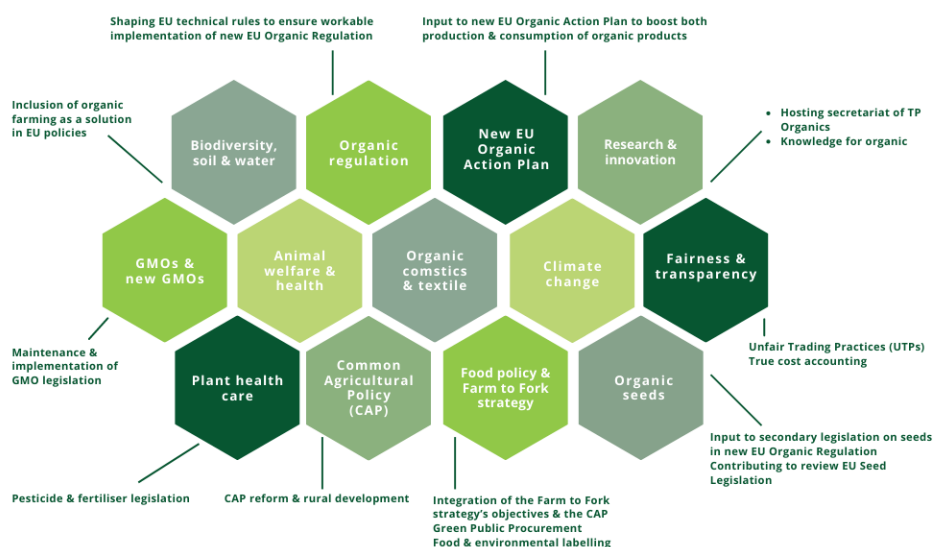 Shaping EU technical rules to ensure workable
implementation of new EU Organic Regulation
Input to new EU Organic Action Plan to boost both
production & consumption of organic products
Inclusion of organic
farming as a solution
in EU policies
• Hosting secretariat of TP
Organics
• Knowledge for organic
Biodiversity,
soil & water
Organic
regulation
New EU
Organic
Action Plan
Research &
innovation
GMOs &
new GMOs
Animal
welfare &
health
Organic
comstics
& textile
Climate
change
Fairness &
transparency
Maintenance &
implementation of
GMO legislation
Unfair Trading Practices (UTPs)
True cost accounting
Plant health
care
Common
Agricultural
Policy
(CAP)
Food policy &
Farm to Fork
strategy
Organic
seeds
Input to secondary legislation on seeds
in new EU Organic Regulation
Contributing to review EU Seed
Legislation
Pesticide & fertiliser legislation
CAP reform & rural development
Integration of the Farm to Fork
strategy's objectives & the CAP
Green Public Procurement
Food & environmental labelling